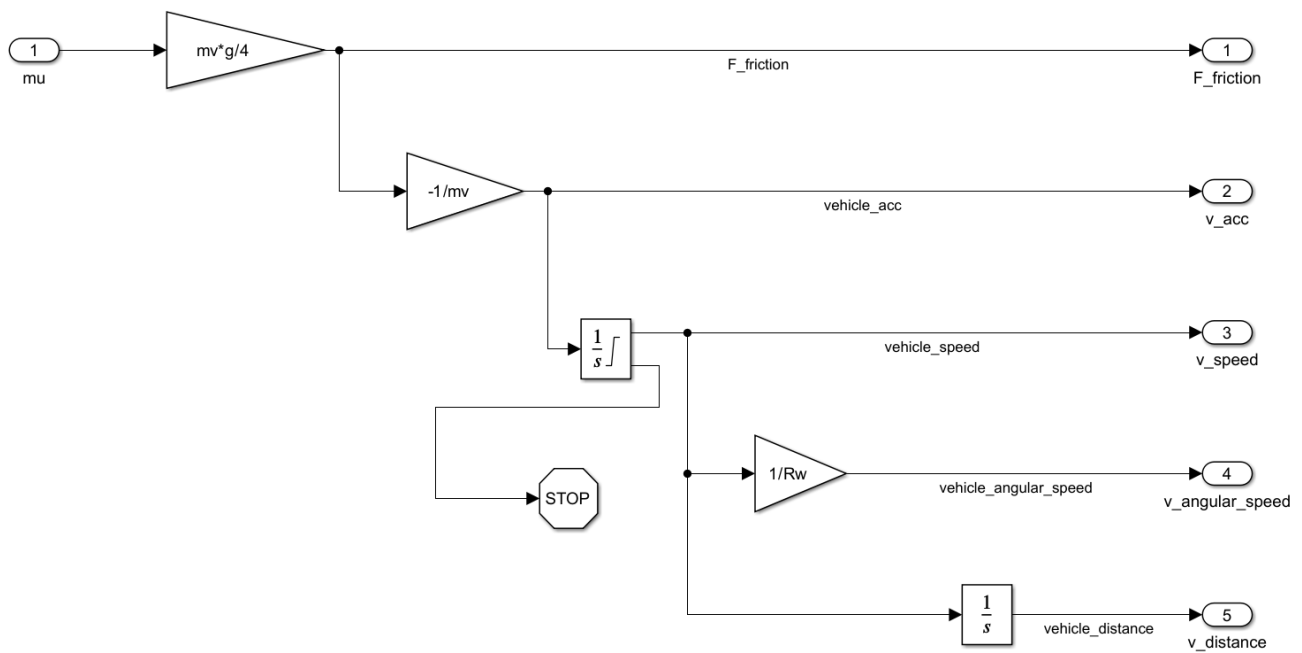 1
mu
mv*g/4
F_friction
1
F_friction
-1/mv
vehicle_acc
2
v_acc
1
s
vehicle_speed
3
v_speed
STOP
1/Rw
vehicle_angular_speed
4
v_angular_speed
1
s
vehicle_distance
5
v_distance